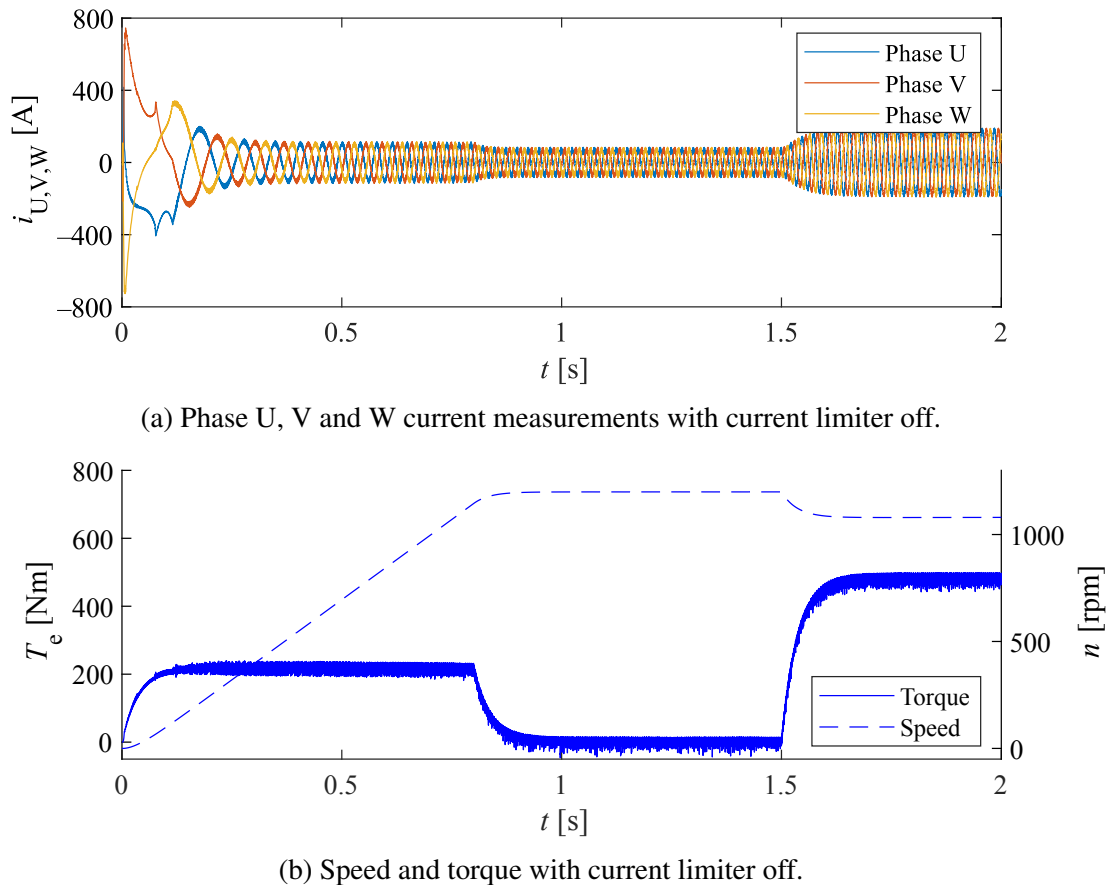 800
400
0
–400
–800
i_U,V,W [A]
Phase U
Phase V
Phase W
0 0.5 1 1.5 2
t [s]
(a) Phase U, V and W current measurements with current limiter off.
800
600
400
200
0
T_e [Nm]
1000
500
0
n [rpm]
Torque
Speed
0 0.5 1 1.5 2
t [s]
(b) Speed and torque with current limiter off.